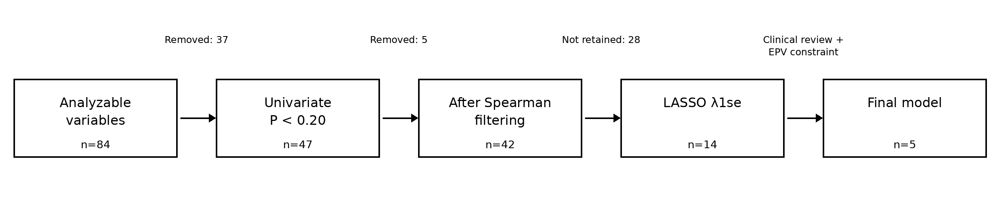 Removed: 37
Removed: 5
Not retained: 28
Clinical review +
EPV constraint
Analyzable
variables
n=84
Univariate
P < 0.20
n=47
After Spearman
filtering
n=42
LASSO λ1se
n=14
Final model
n=5